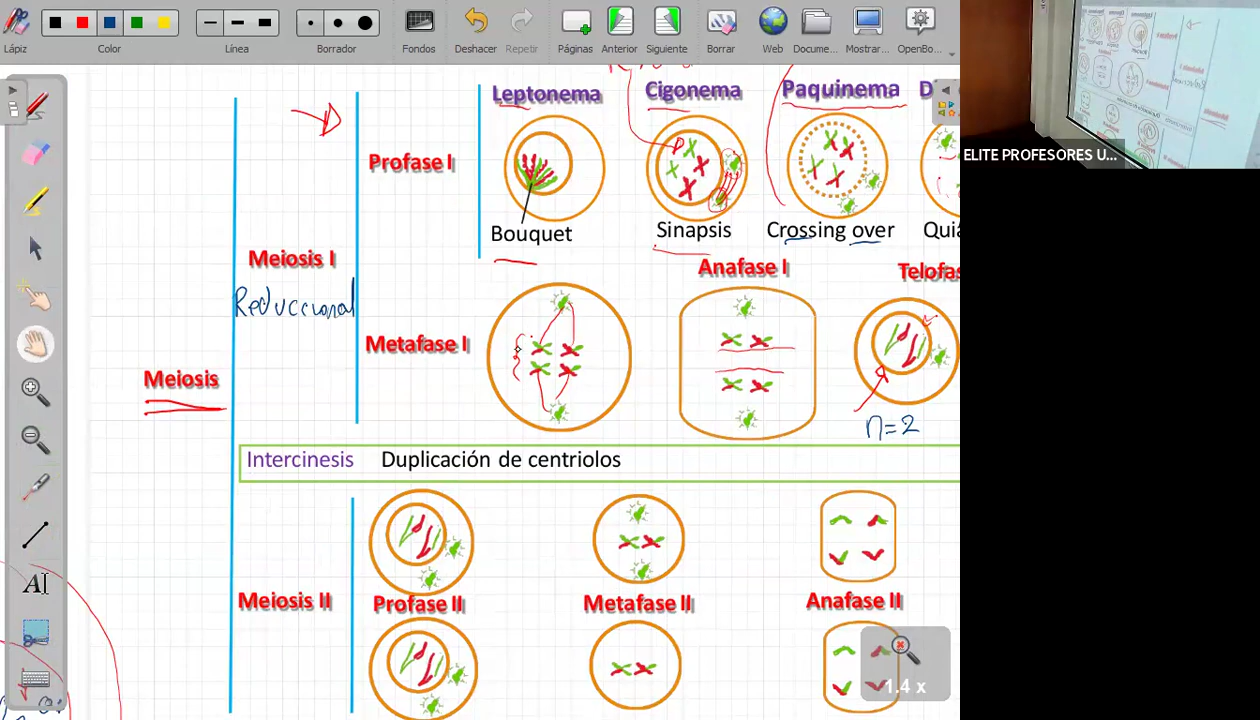 Lápiz Color Línea Borrador Fondos Deshacer Repetir Páginas Anterior Siguiente Borrar Web Docume... Mostrar... OpenBo...
Leptonema Cigonema Paquinema D
Profase I
Bouquet Sinapsis Crossing over Quia
ELITE PROFESORES U...
Meiosis I
Reduccional
Anafase I Telofas
Metafase I
Meiosis
n=2
Intercinesis Duplicación de centriolos
Meiosis II Profase II Metafase II Anafase II
1.4 x